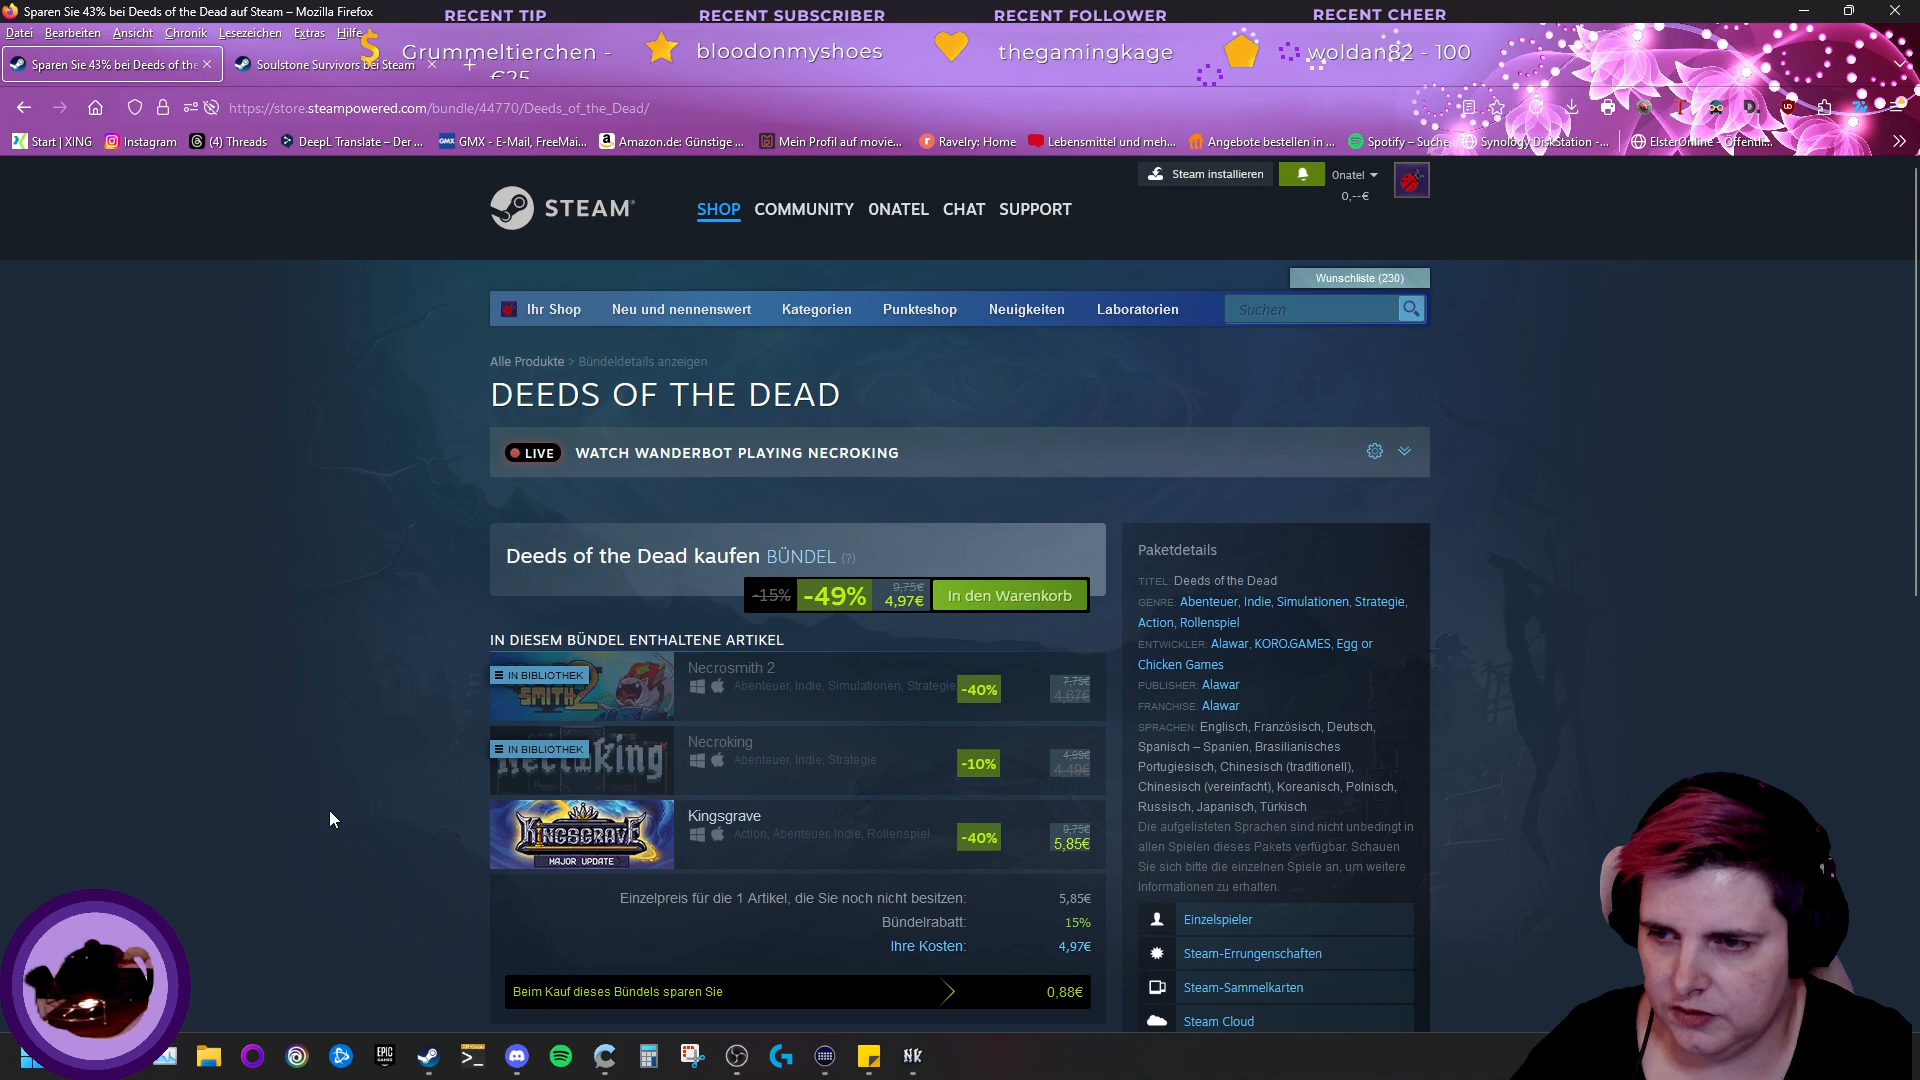 Sparen Sie 43% bei Deeds of the Dead auf Steam – Mozilla Firefox
RECENT TIP
RECENT SUBSCRIBER
RECENT FOLLOWER
RECENT CHEER
Datei Bearbeiten Ansicht Chronik Lesezeichen Extras Hilfe
Grummeltierchen - €25
bloodonmyshoes
thegamingkage
woldan82 - 100
Sparen Sie 43% bei Deeds of the
Soulstone Survivors bei Steam
https://store.steampowered.com/bundle/44770/Deeds_of_the_Dead/
Start | XING
Instagram
(4) Threads
DeepL Translate – Der ...
GMX - E-Mail, FreeMai...
Amazon.de: Günstige ...
Mein Profil auf movie...
Ravelry: Home
Lebensmittel und meh...
Angebote bestellen in ...
Spotify – Suche
Synology DiskStation -...
ElsterOnline - Öffentli...
Steam installieren
0natel
0,--€
STEAM®
SHOP COMMUNITY 0NATEL CHAT SUPPORT
Wunschliste (230)
Ihr Shop Neu und nennenswert Kategorien Punkteshop Neuigkeiten Laboratorien
Suchen
Alle Produkte > Bündeldetails anzeigen
DEEDS OF THE DEAD
LIVE WATCH WANDERBOT PLAYING NECROKING
Deeds of the Dead kaufen BÜNDEL (?)
-15% -49% 9,75€ 4,97€ In den Warenkorb
IN DIESEM BÜNDEL ENTHALTENE ARTIKEL
IN BIBLIOTHEK
SMITH 2
Necrosmith 2
Abenteuer, Indie, Simulationen, Strategie
-40%
7,79€
4,67€
IN BIBLIOTHEK
Necroking
Necroking
Abenteuer, Indie, Strategie
-10%
4,99€
4,49€
KINGSGRAVE
MAJOR UPDATE
Kingsgrave
Action, Abenteuer, Indie, Rollenspiel
-40%
9,75€
5,85€
Einzelpreis für die 1 Artikel, die Sie noch nicht besitzen: 5,85€
Bündelrabatt: 15%
Ihre Kosten: 4,97€
Beim Kauf dieses Bündels sparen Sie 0,88€
Paketdetails
TITEL: Deeds of the Dead
GENRE: Abenteuer, Indie, Simulationen, Strategie,
Action, Rollenspiel
ENTWICKLER: Alawar, KORO.GAMES, Egg or
Chicken Games
PUBLISHER: Alawar
FRANCHISE: Alawar
SPRACHEN: Englisch, Französisch, Deutsch,
Spanisch – Spanien, Brasilianisches
Portugiesisch, Chinesisch (traditionell),
Chinesisch (vereinfacht), Koreanisch, Polnisch,
Russisch, Japanisch, Türkisch
Die aufgelisteten Sprachen sind nicht unbedingt in
allen Spielen dieses Pakets verfügbar. Schauen
Sie sich bitte die einzelnen Spiele an, um weitere
Informationen zu erhalten.
Einzelspieler
Steam-Errungenschaften
Steam-Sammelkarten
Steam Cloud
EPIC GAMES
NK